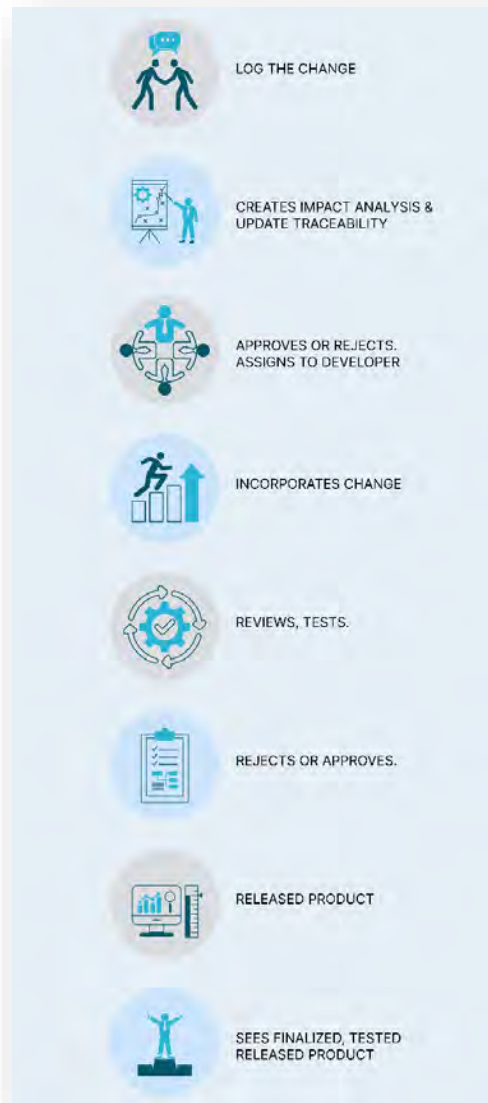 LOG THE CHANGE
CREATES IMPACT ANALYSIS &
UPDATE TRACEABILITY
APPROVES OR REJECTS.
ASSIGNS TO DEVELOPER
INCORPORATES CHANGE
REVIEWS, TESTS.
REJECTS OR APPROVES.
RELEASED PRODUCT
SEES FINALIZED, TESTED
RELEASED PRODUCT